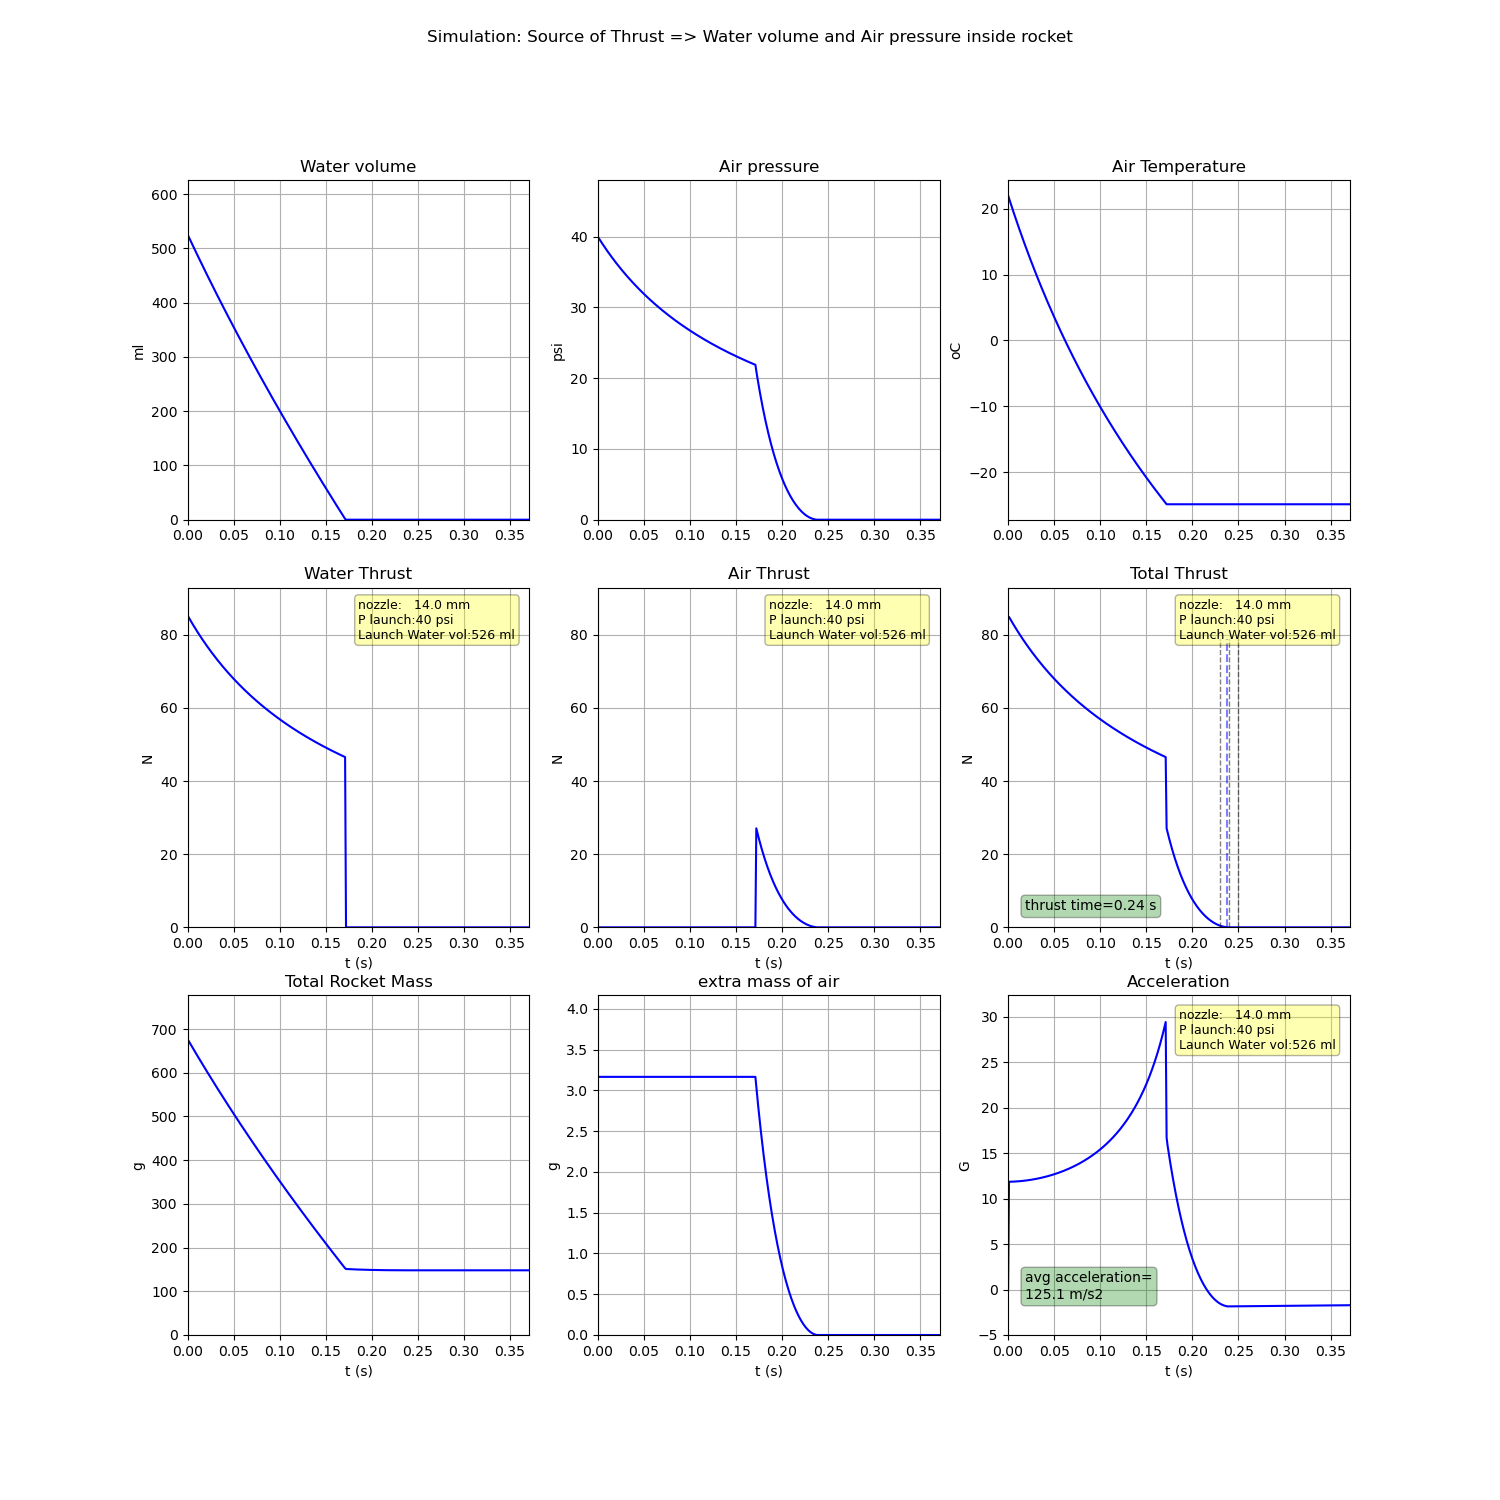 Simulation: Source of Thrust => Water volume and Air pressure inside rocket
Water volume
600
500
400
300
200
100
0
ml
0.00 0.05 0.10 0.15 0.20 0.25 0.30 0.35
Air pressure
40
30
20
10
0
psi
0.00 0.05 0.10 0.15 0.20 0.25 0.30 0.35
Air Temperature
20
10
0
−10
−20
oC
0.00 0.05 0.10 0.15 0.20 0.25 0.30 0.35
Water Thrust
nozzle:   14.0 mm
P launch:40 psi
Launch Water vol:526 ml
80
60
40
20
0
N
0.00 0.05 0.10 0.15 0.20 0.25 0.30 0.35
t (s)
Air Thrust
nozzle:   14.0 mm
P launch:40 psi
Launch Water vol:526 ml
80
60
40
20
0
N
0.00 0.05 0.10 0.15 0.20 0.25 0.30 0.35
t (s)
Total Thrust
nozzle:   14.0 mm
P launch:40 psi
Launch Water vol:526 ml
80
60
40
20
0
N
thrust time=0.24 s
0.00 0.05 0.10 0.15 0.20 0.25 0.30 0.35
t (s)
Total Rocket Mass
700
600
500
400
300
200
100
0
g
0.00 0.05 0.10 0.15 0.20 0.25 0.30 0.35
t (s)
extra mass of air
4.0
3.5
3.0
2.5
2.0
1.5
1.0
0.5
0.0
g
0.00 0.05 0.10 0.15 0.20 0.25 0.30 0.35
t (s)
Acceleration
nozzle:   14.0 mm
P launch:40 psi
Launch Water vol:526 ml
30
25
20
15
10
5
0
−5
G
avg acceleration=
125.1 m/s2
0.00 0.05 0.10 0.15 0.20 0.25 0.30 0.35
t (s)